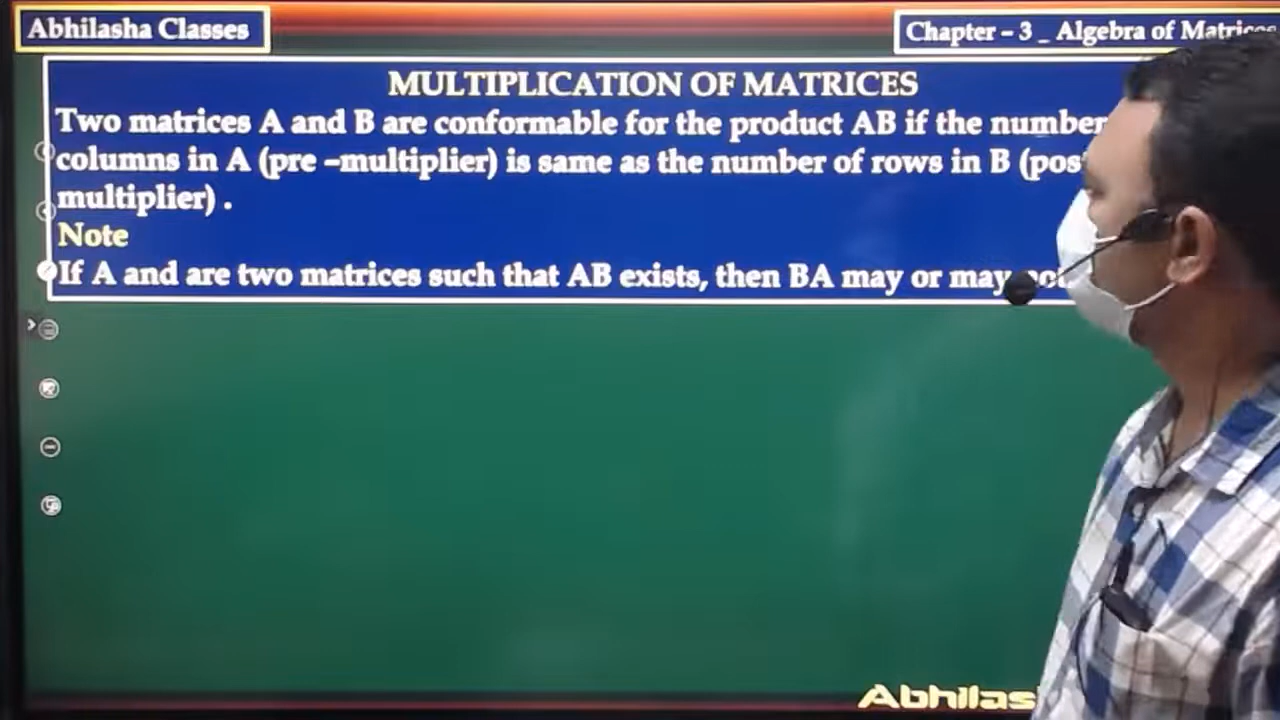 Abhilasha Classes
Chapter – 3 _ Algebra of Matrices
MULTIPLICATION OF MATRICES
Two matrices A and B are conformable for the product AB if the number
columns in A (pre –multiplier) is same as the number of rows in B (pos
multiplier) .
Note
If A and are two matrices such that AB exists, then BA may or may not
Abhilas